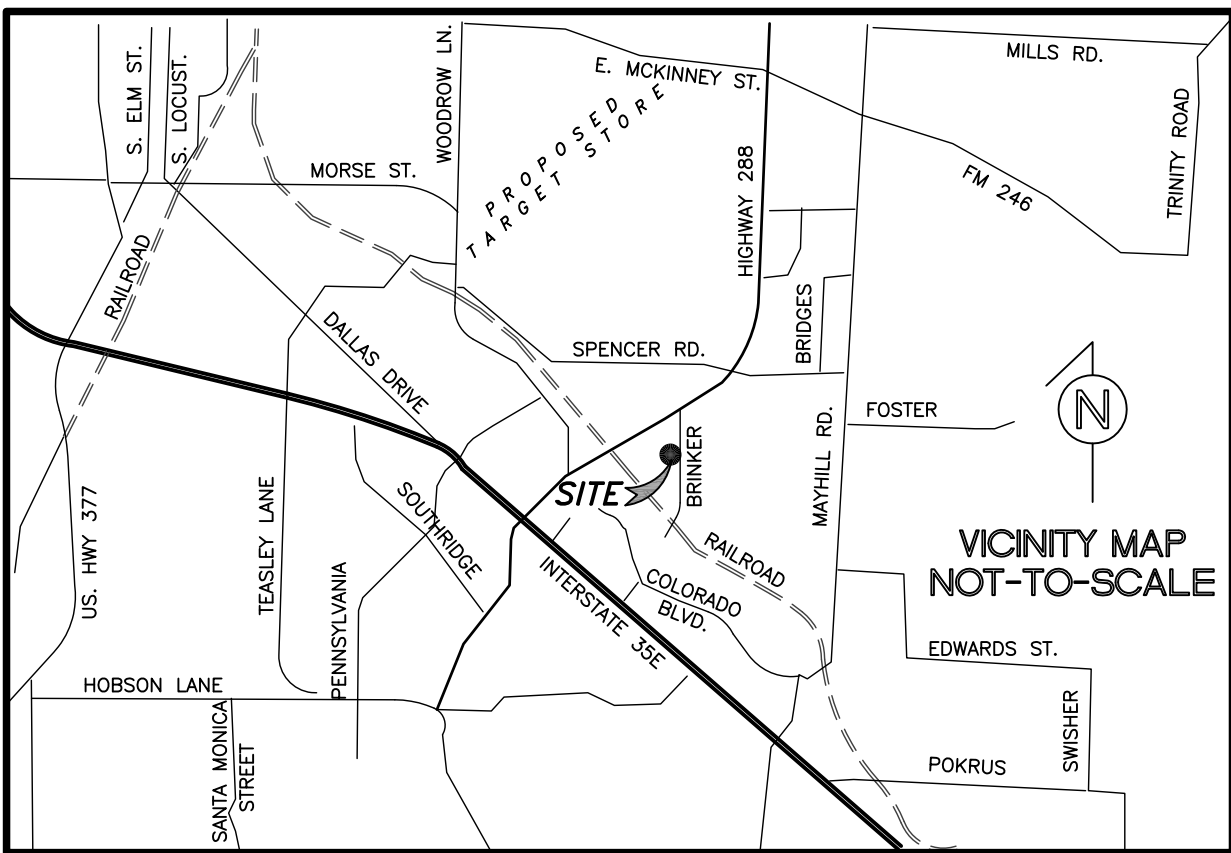 S. ELM ST.
S. LOCUST.
WOODROW LN.
E. MCKINNEY ST.
MILLS RD.
TRINITY ROAD
PROPOSED
TARGET STORE
MORSE ST.
HIGHWAY 288
FM 246
RAILROAD
DALLAS DRIVE
SPENCER RD.
BRIDGES
FOSTER
N
MAYHILL RD.
BRINKER
SITE
US. HWY 377
TEASLEY LANE
SOUTHRIDGE
PENNSYLVANIA
INTERSTATE 35E
RAILROAD
COLORADO
BLVD.
VICINITY MAP
NOT-TO-SCALE
EDWARDS ST.
HOBSON LANE
SANTA MONICA
STREET
SWISHER
POKRUS